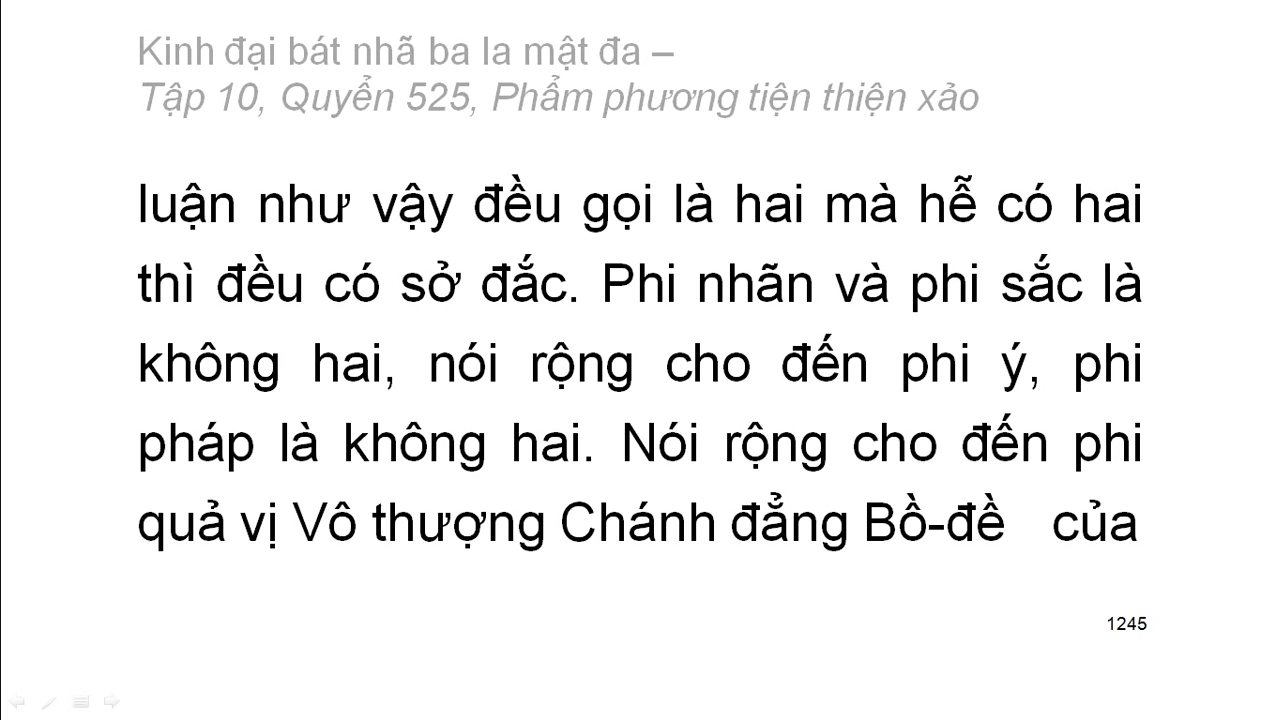 Kinh đại bát nhã ba la mật đa –
Tập 10, Quyển 525, Phẩm phương tiện thiện xảo
luận như vậy đều gọi là hai mà hễ có hai
thì đều có sở đắc. Phi nhãn và phi sắc là
không hai, nói rộng cho đến phi ý, phi
pháp là không hai. Nói rộng cho đến phi
quả vị Vô thượng Chánh đẳng Bồ-đề của
1245